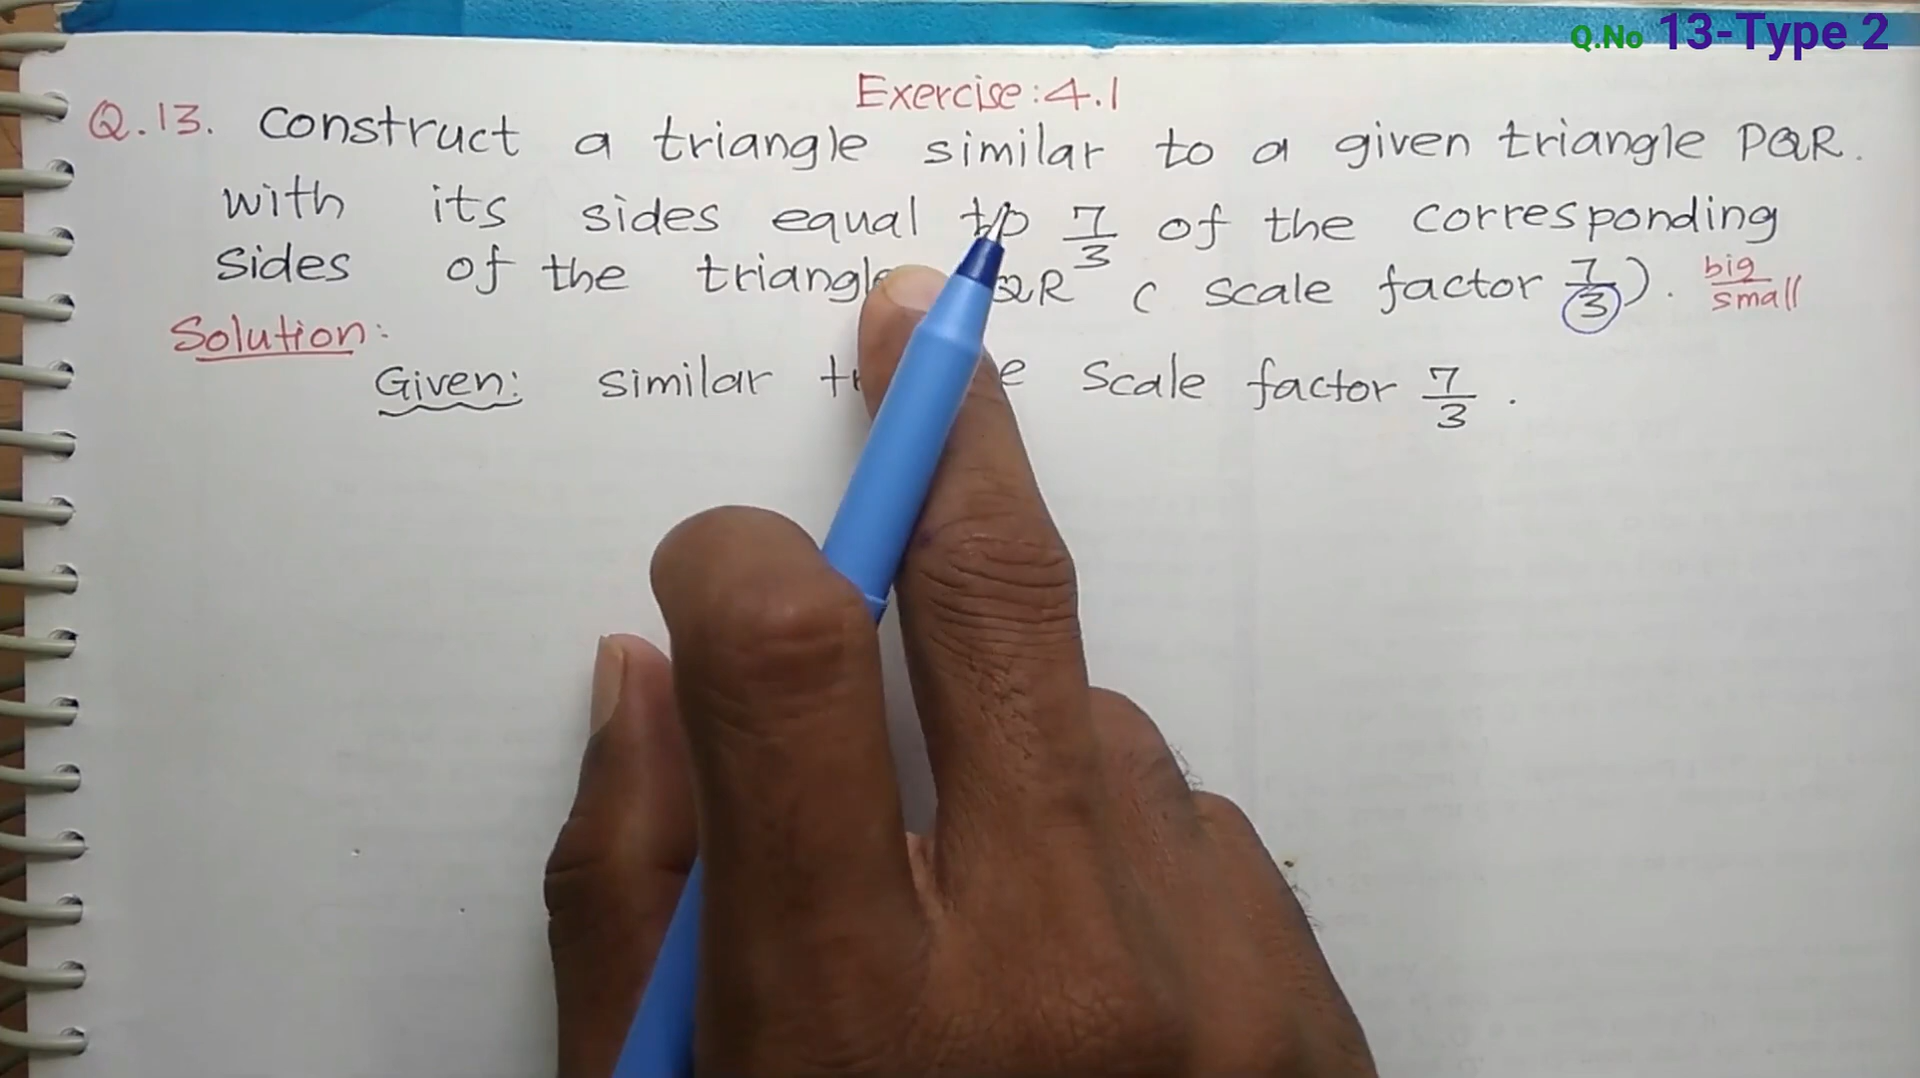 Q.No 13-Type 2
Exercise: 4.1
Q.13. Construct a triangle similar to a given triangle PQR.
with its sides equal to 7/3 of the corresponding
sides of the triangle QR ( scale factor 7/3 ). big/small
Solution:
Given: similar scale factor 7/3 .